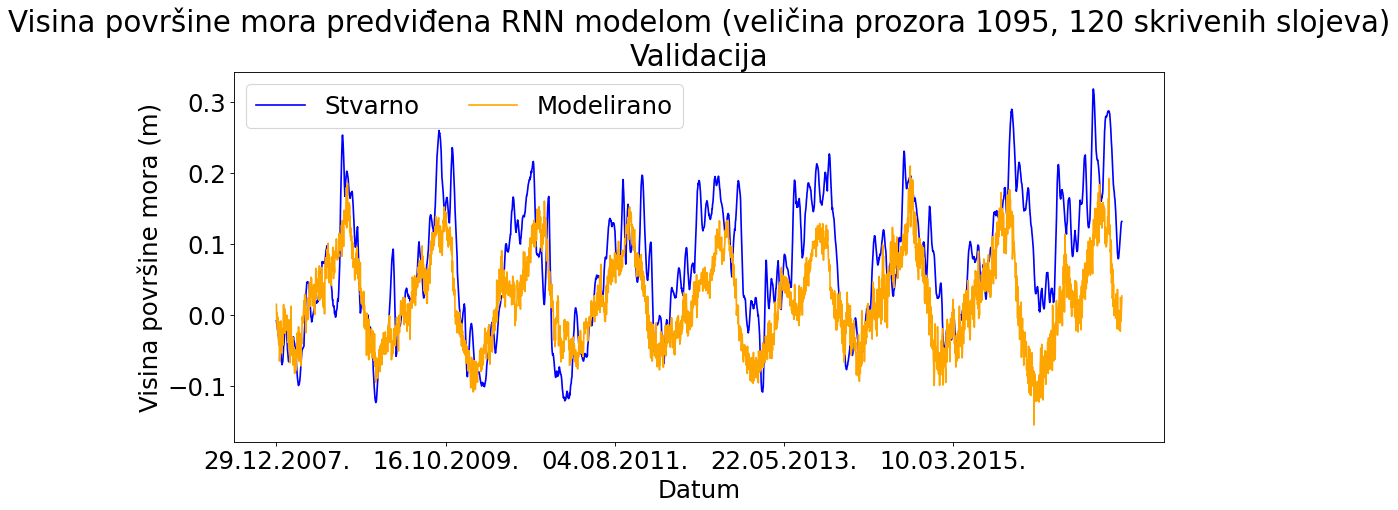 Visina površine mora predviđena RNN modelom (veličina prozora 1095, 120 skrivenih slojeva)
Validacija
Stvarno Modelirano
Visina površine mora (m)
0.3
0.2
0.1
0.0
−0.1
29.12.2007. 16.10.2009. 04.08.2011. 22.05.2013. 10.03.2015.
Datum